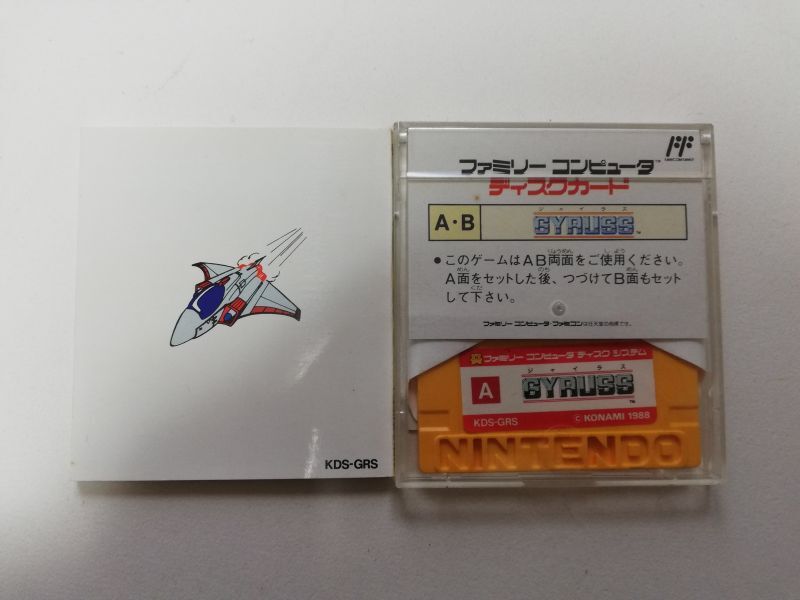 KDS-GRS
ファミリー コンピュータ™
ディスクカード
A・B
ジャイラス
GYRUSS™
●このゲームはAB両面をご使用ください。
A面をセットした後、つづけてB面もセット
して下さい。
ファミリー コンピュータ・ファミコンは任天堂の商標です。
ファミリー コンピュータ ディスク システム
A
ジャイラス
GYRUSS™
KDS-GRS
© KONAMI 1988
NINTENDO